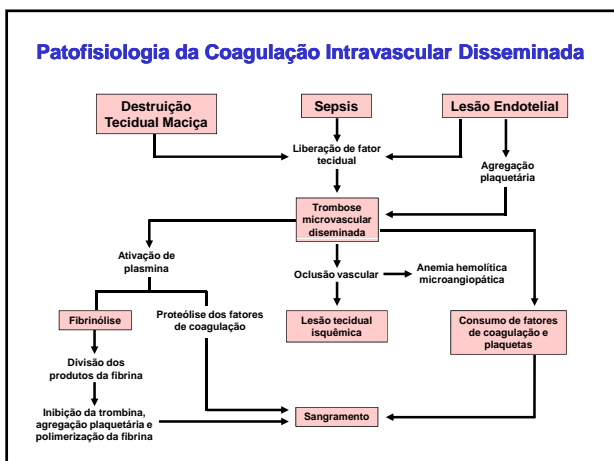 Patofisiologia da Coagulação Intravascular Disseminada
Destruição
Tecidual Maciça
Sepsis
Lesão Endotelial
Liberação de fator
tecidual
Agregação
plaquetária
Trombose
microvascular
diseminada
Ativação de
plasmina
Oclusão vascular
Anemia hemolítica
microangiopática
Fibrinólise
Proteólise dos fatores
de coagulação
Lesão tecidual
isquêmica
Consumo de fatores
de coagulação e
plaquetas
Divisão dos
produtos da fibrina
Inibição da trombina,
agregação plaquetária e
polimerização da fibrina
Sangramento